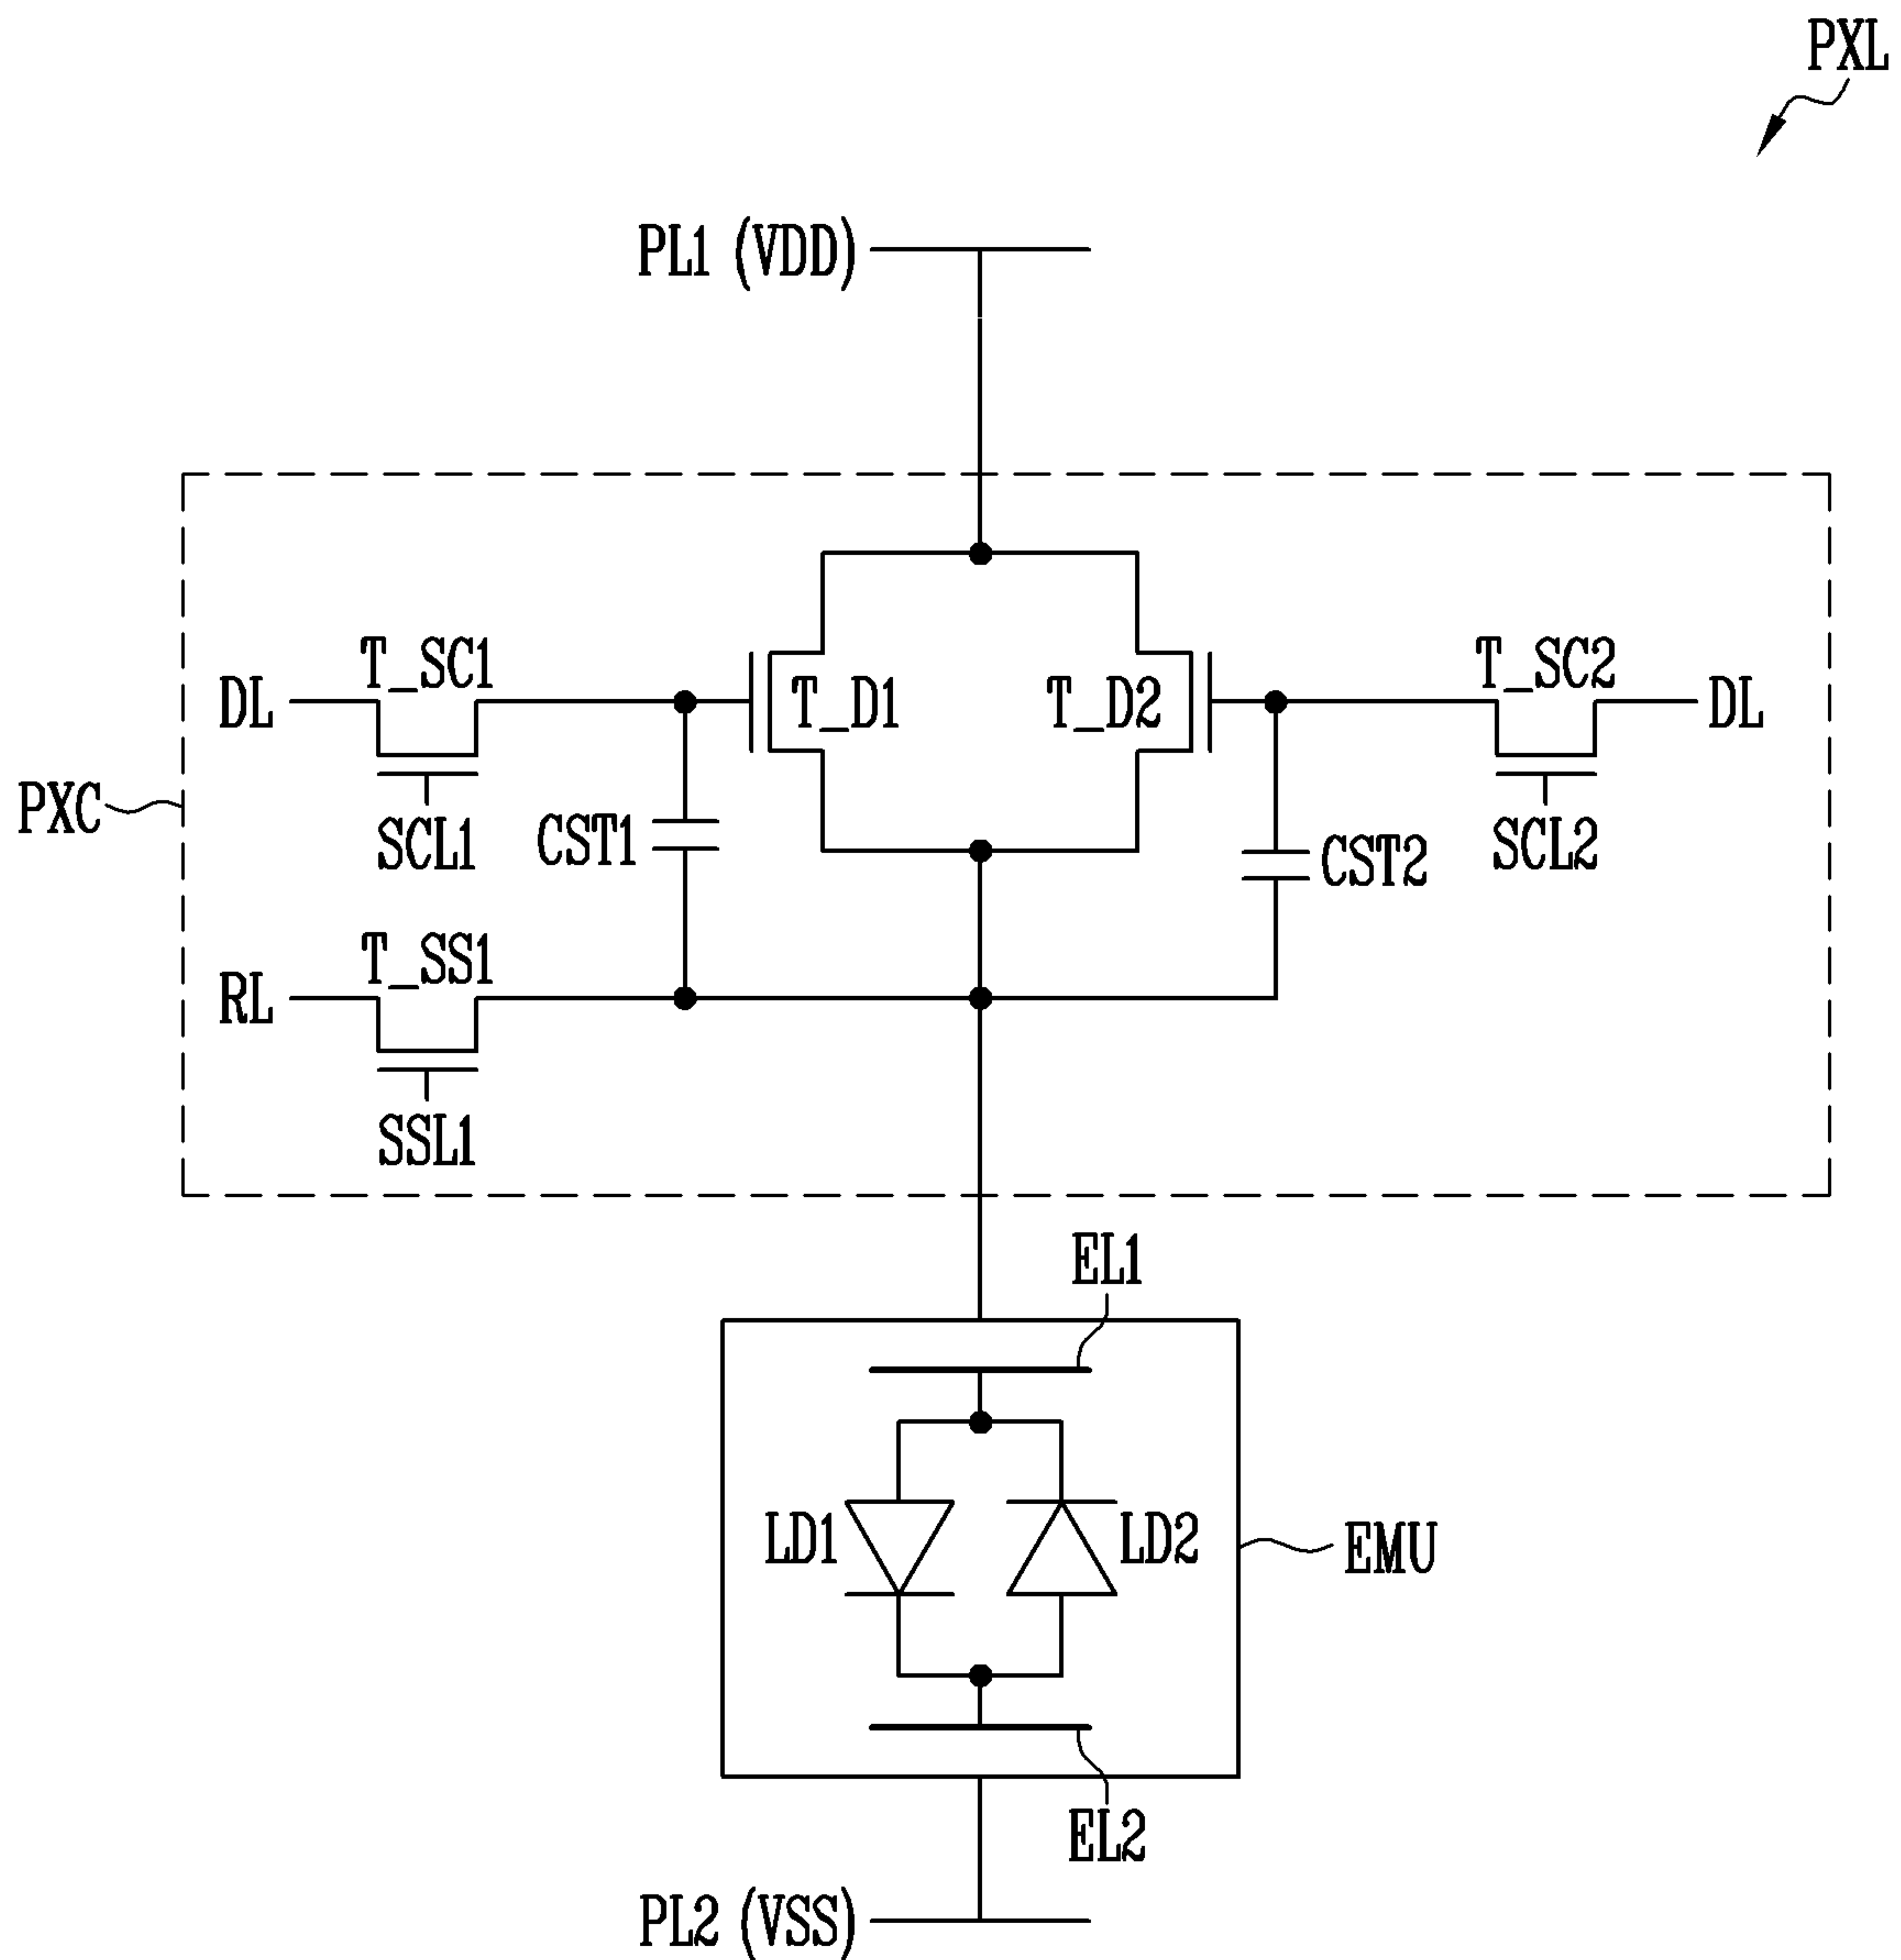 PXL
PL1 (VDD)
T_SC1
T_SC2
DL
T_D1
T_D2
DL
PXC
SCL1
CST1
CST2
SCL2
T_SS1
RL
SSL1
EL1
LD1
LD2
EMU
EL2
PL2 (VSS)